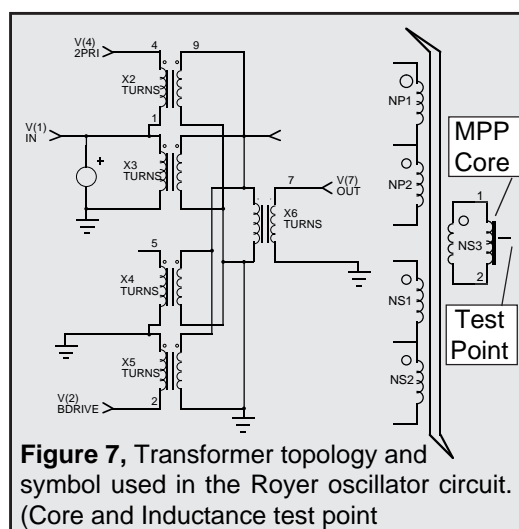 V(4)
2PRI
4
9
X2
TURNS
NP1
V(1)
IN
1
X3
TURNS
MPP
Core
NP2
7
V(7)
OUT
X6
TURNS
1
NS3
2
5
X4
TURNS
NS1
Test
Point
X5
TURNS
NS2
V(2)
BDRIVE
2
Figure 7, Transformer topology and
symbol used in the Royer oscillator circuit.
(Core and Inductance test point